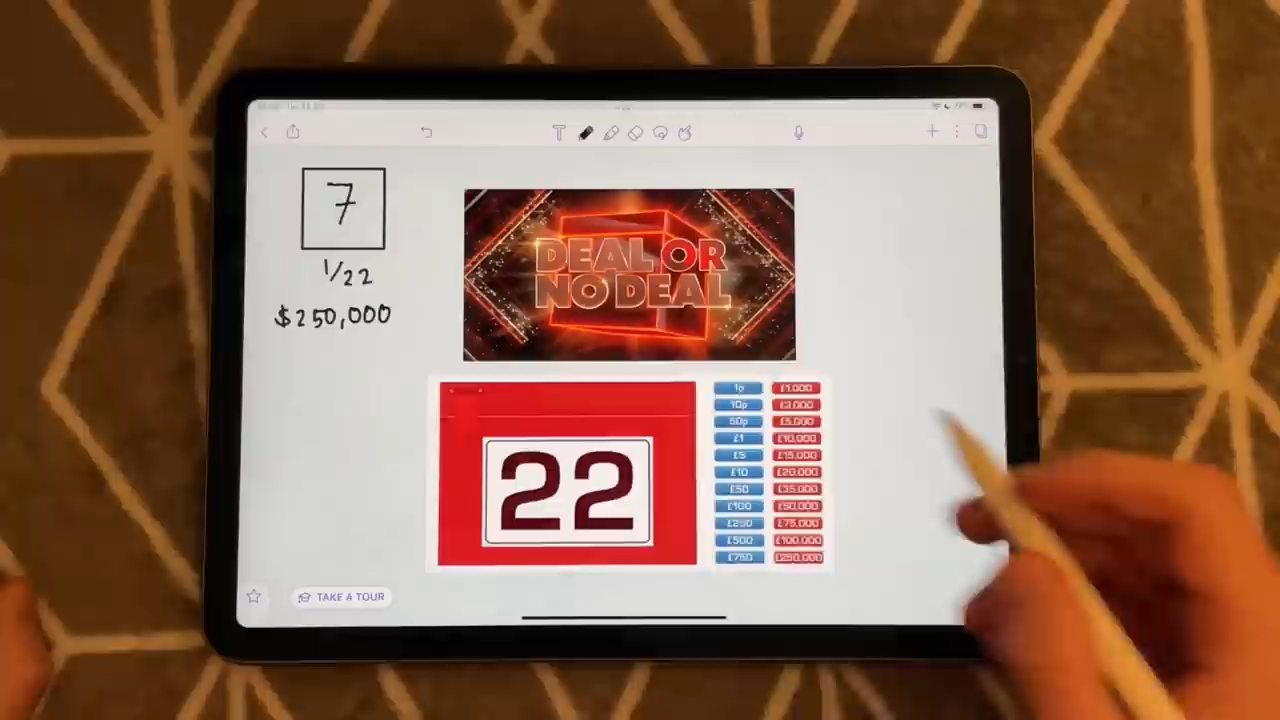 7
1/22
$250,000
DEAL OR
NO DEAL
22
1p £1,000
10p £3,000
50p £5,000
£1 £10,000
£5 £15,000
£10 £20,000
£50 £35,000
£100 £50,000
£250 £75,000
£500 £100,000
£750 £250,000
TAKE A TOUR